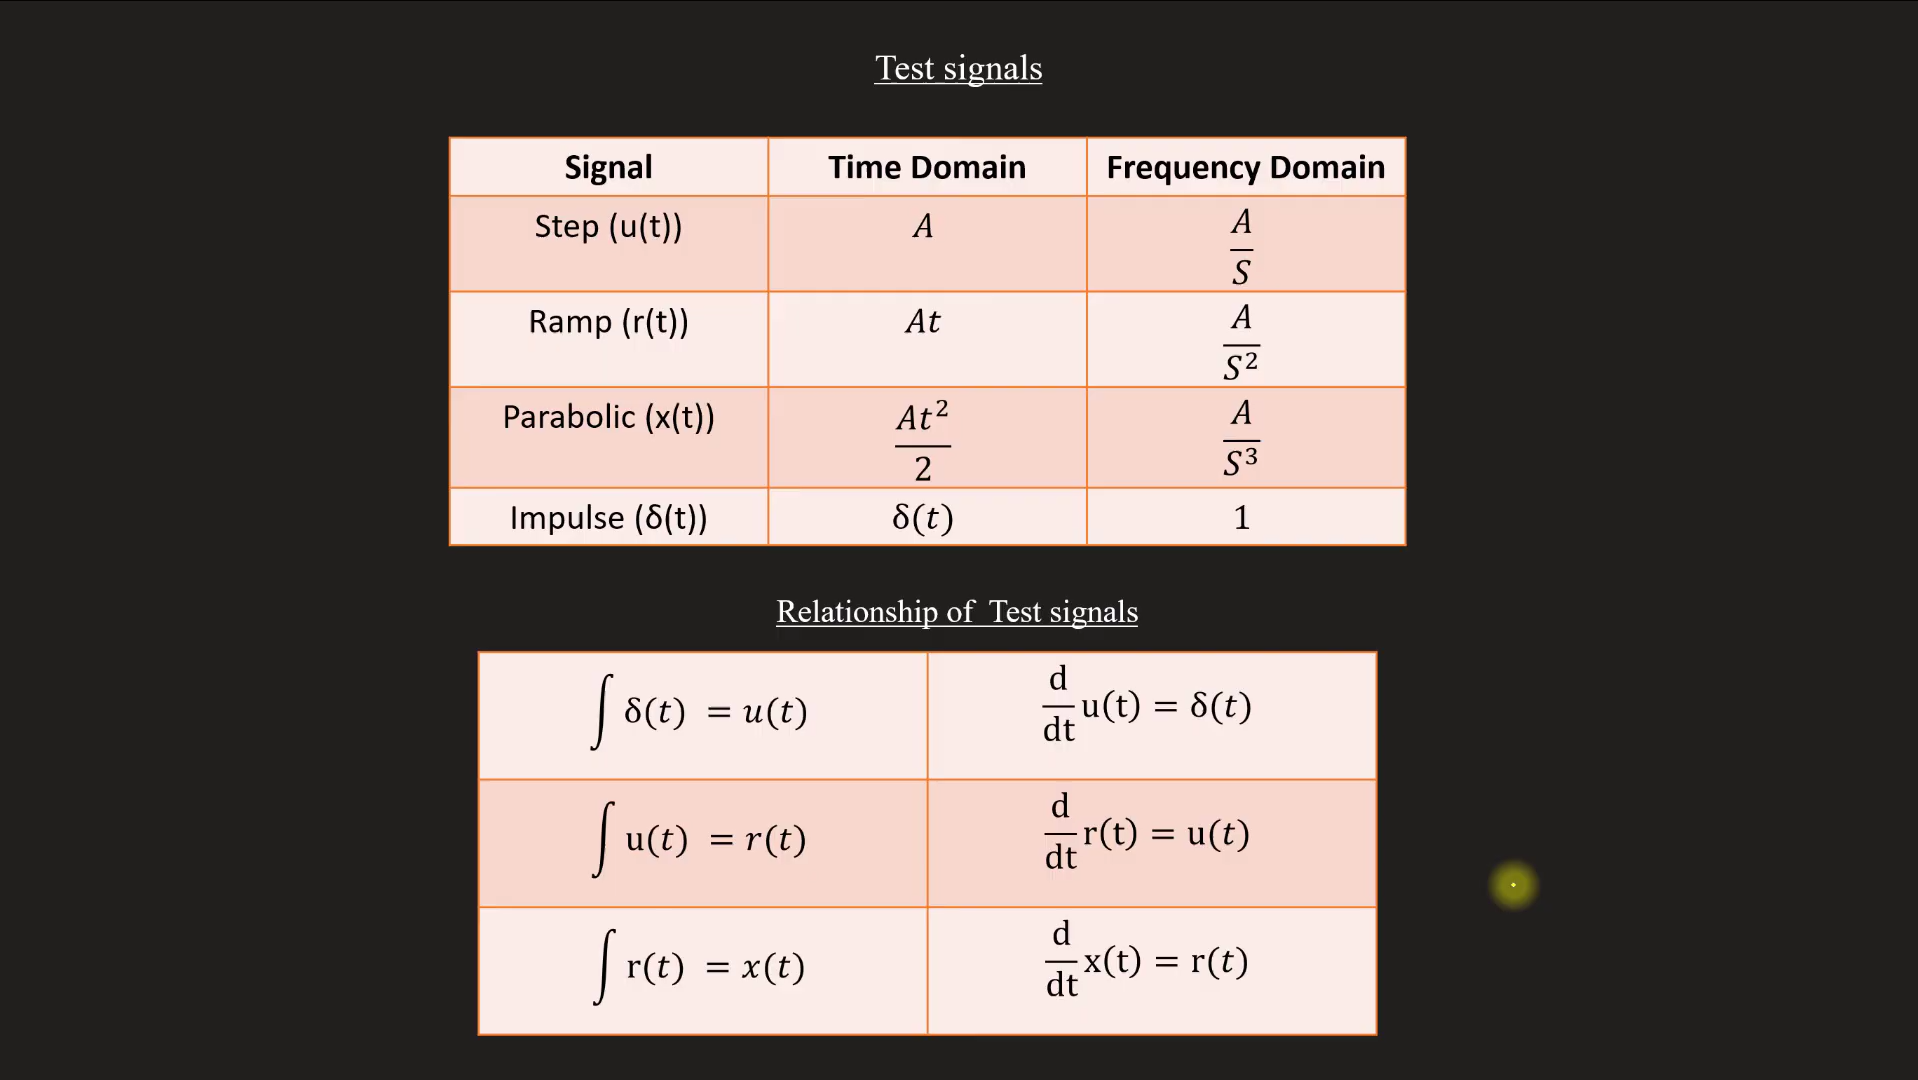 Test signals
Signal Time Domain Frequency Domain
Step (u(t)) A A/S
Ramp (r(t)) At A/S²
Parabolic (x(t)) At²/2 A/S³
Impulse (δ(t)) δ(t) 1
Relationship of Test signals
∫ δ(t) = u(t) d/dt u(t) = δ(t)
∫ u(t) = r(t) d/dt r(t) = u(t)
∫ r(t) = x(t) d/dt x(t) = r(t)